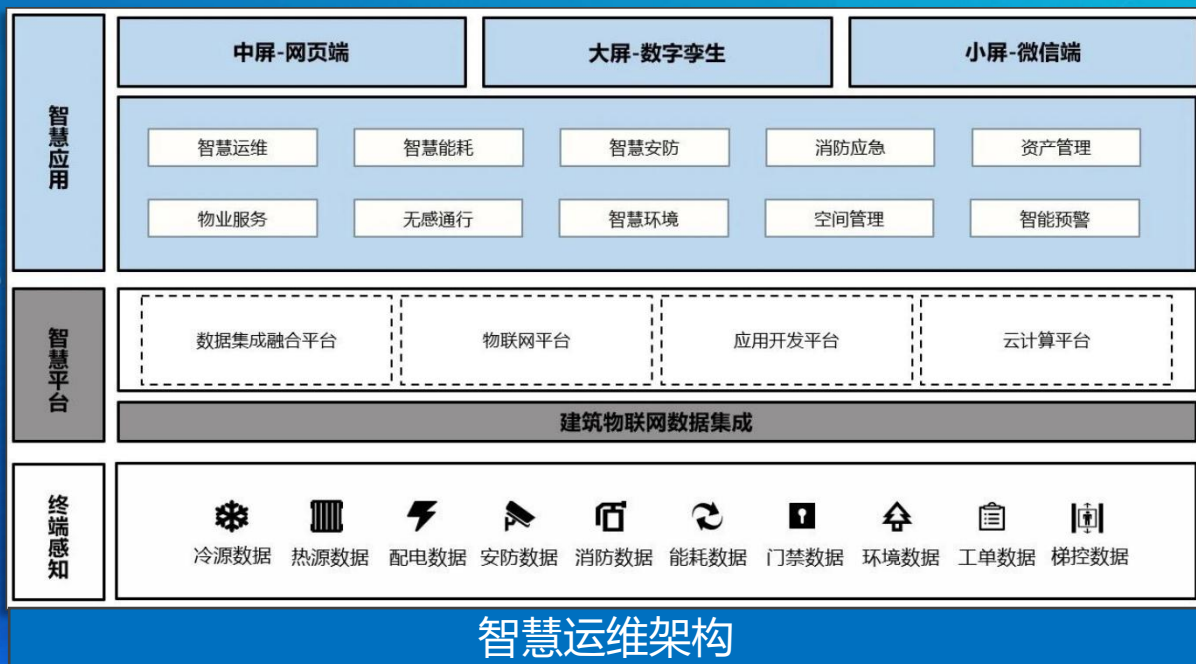 智慧应用
中屏-网页端
大屏-数字孪生
小屏-微信端
智慧运维
智慧能耗
智慧安防
消防应急
资产管理
物业服务
无感通行
智慧环境
空间管理
智能预警
智慧平台
数据集成融合平台
物联网平台
应用开发平台
云计算平台
建筑物联网数据集成
终端感知
冷源数据
热源数据
配电数据
安防数据
消防数据
能耗数据
门禁数据
环境数据
工单数据
梯控数据
智慧运维架构